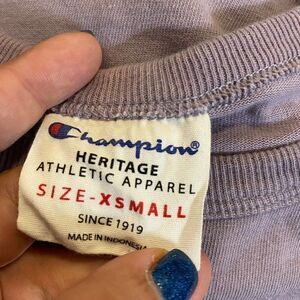 Champion®
HERITAGE
ATHLETIC APPAREL
SIZE-XSMALL
SINCE 1919
MADE IN INDONESIA